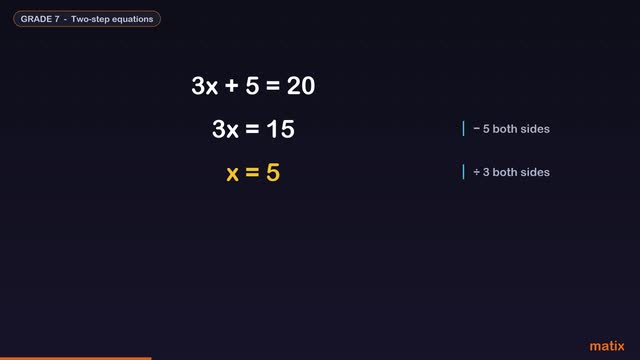 GRADE 7 - Two-step equations
3x + 5 = 20
3x = 15
− 5 both sides
x = 5
÷ 3 both sides
matix